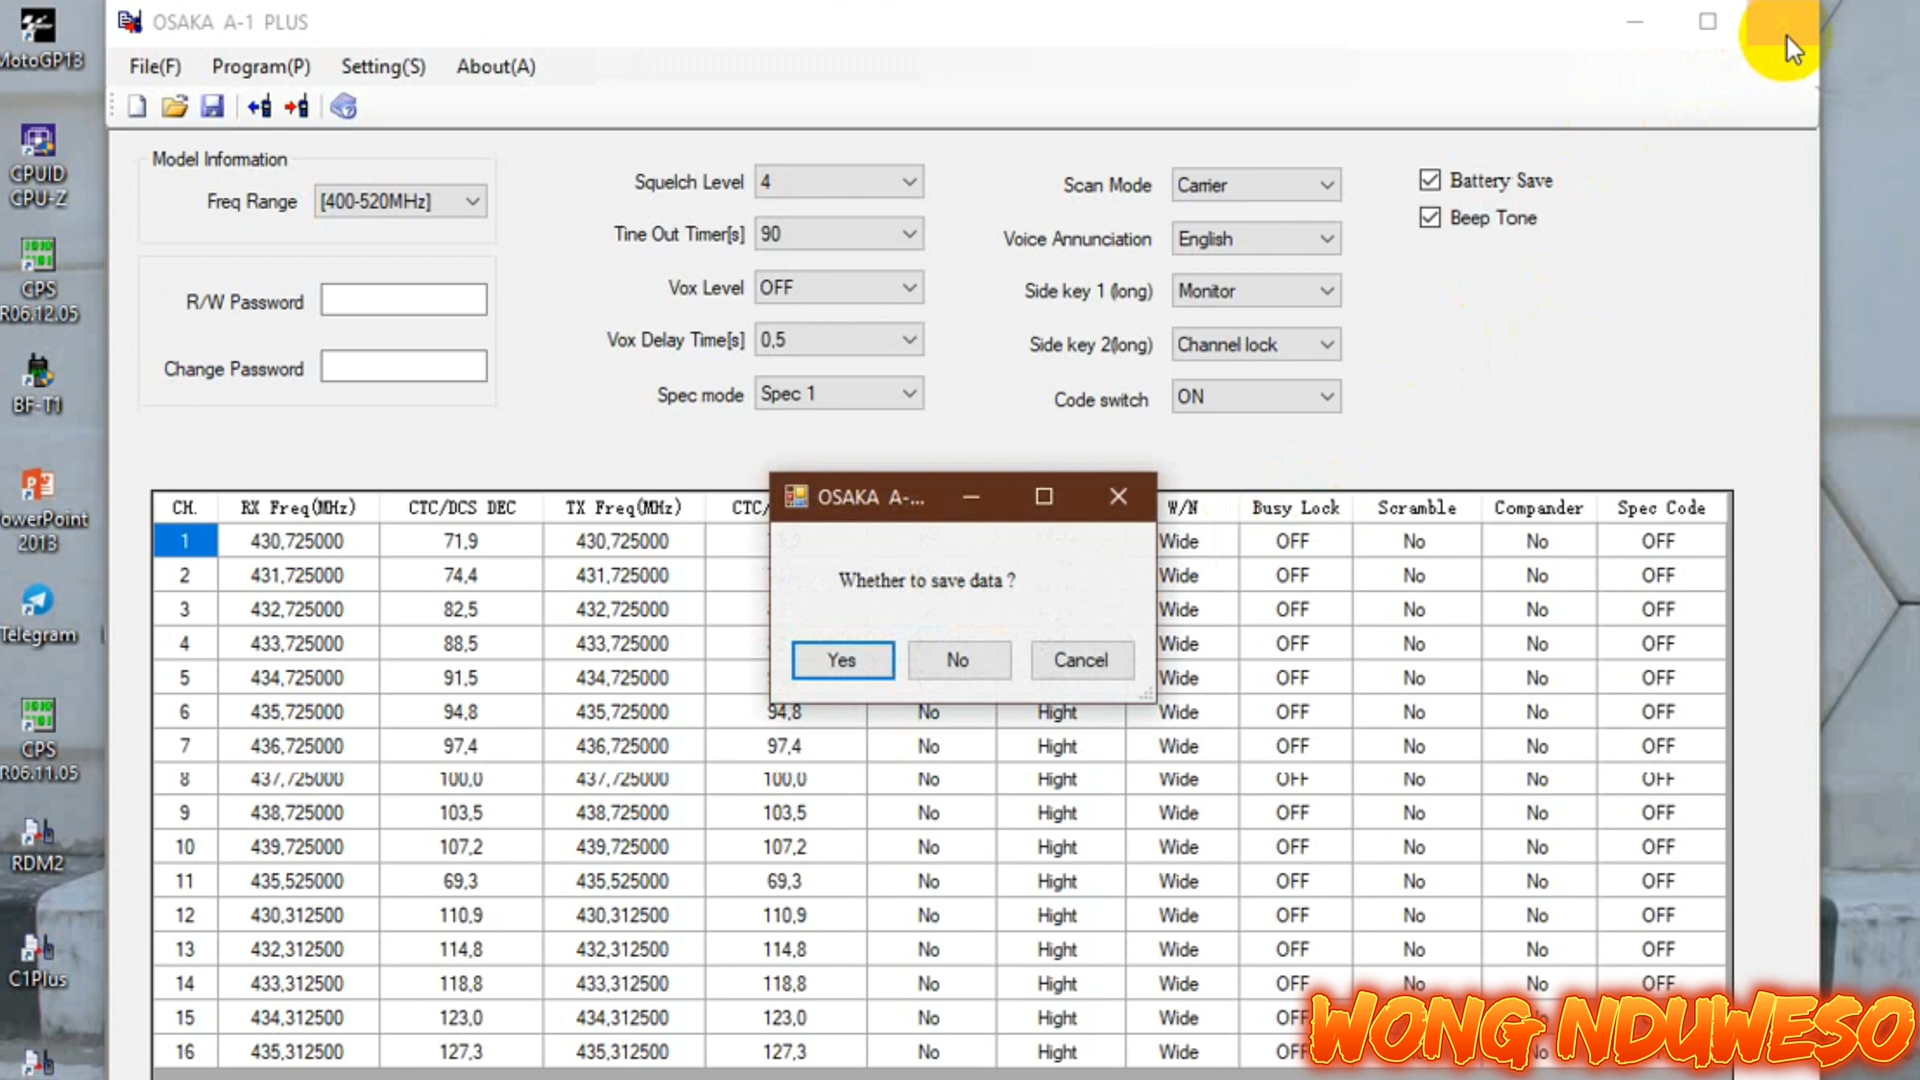 OSAKA A-1 PLUS
File(F) Program(P) Setting(S) About(A)
Model Information
Freq Range [400-520MHz]
R/W Password
Change Password
Squelch Level 4
Tine Out Timer[s] 90
Vox Level OFF
Vox Delay Time[s] 0,5
Spec mode Spec 1
Scan Mode Carrier
Voice Annunciation English
Side key 1 (long) Monitor
Side key 2(long) Channel lock
Code switch ON
Battery Save
Beep Tone
OSAKA A-...
Whether to save data ?
Yes No Cancel
CH. RX Freq(MHz) CTC/DCS DEC TX Freq(MHz) CTC/ W/N Busy Lock Scramble Compander Spec Code
1 430,725000 71,9 430,725000 Wide OFF No No OFF
2 431,725000 74,4 431,725000 Wide OFF No No OFF
3 432,725000 82,5 432,725000 Wide OFF No No OFF
4 433,725000 88,5 433,725000 Wide OFF No No OFF
5 434,725000 91,5 434,725000 Wide OFF No No OFF
6 435,725000 94,8 435,725000 94,8 No Hight Wide OFF No No OFF
7 436,725000 97,4 436,725000 97,4 No Hight Wide OFF No No OFF
8 437,725000 100,0 437,725000 100,0 No Hight Wide OFF No No OFF
9 438,725000 103,5 438,725000 103,5 No Hight Wide OFF No No OFF
10 439,725000 107,2 439,725000 107,2 No Hight Wide OFF No No OFF
11 435,525000 69,3 435,525000 69,3 No Hight Wide OFF No No OFF
12 430,312500 110,9 430,312500 110,9 No Hight Wide OFF No No OFF
13 432,312500 114,8 432,312500 114,8 No Hight Wide OFF No No OFF
14 433,312500 118,8 433,312500 118,8 No Hight Wide OFF No No OFF
15 434,312500 123,0 434,312500 123,0 No Hight Wide OFF
16 435,312500 127,3 435,312500 127,3 No Hight Wide OFF No
MotoGP13
CPUID
CPU-Z
CPS
R06.12.05
BF-T1
owerPoint
2013
Telegram
CPS
R06.11.05
RDM2
C1Plus
WONG NDUWESO